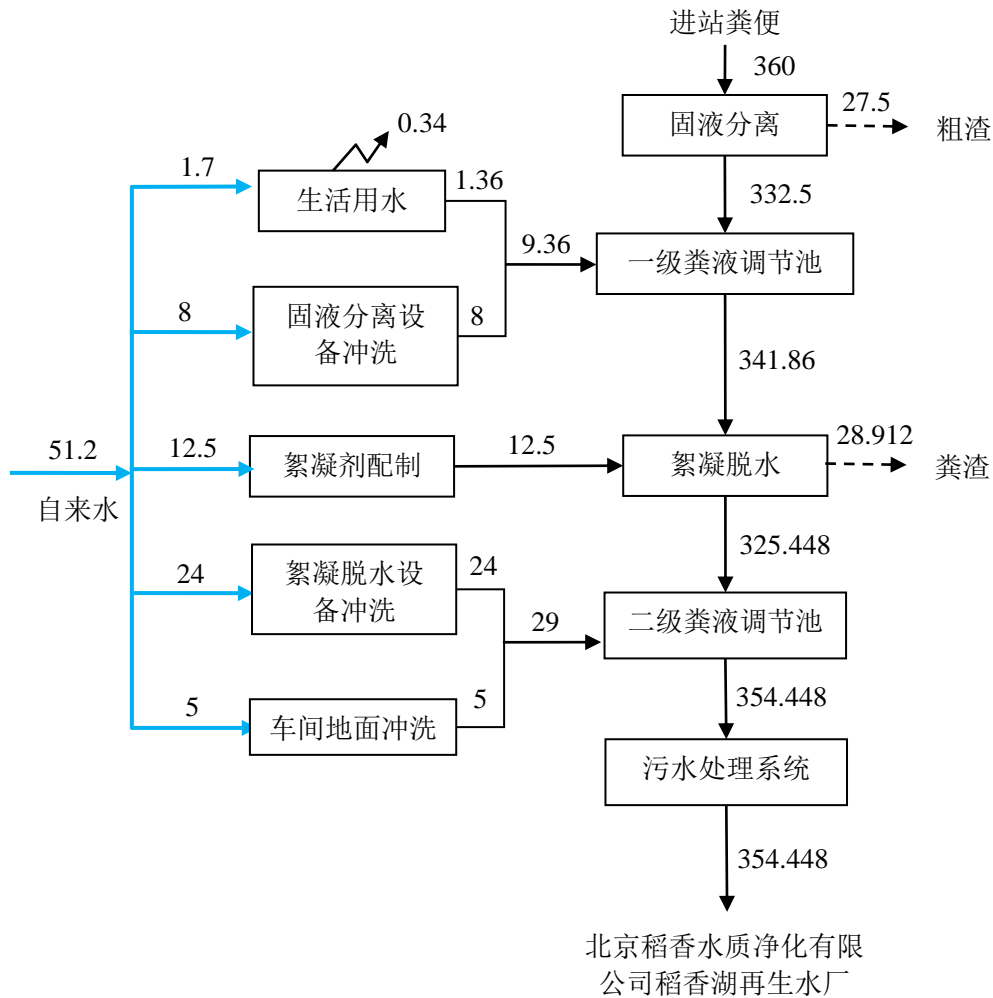 进站粪便
360
固液分离
27.5
粗渣
0.34
1.7
生活用水
1.36
332.5
9.36
一级粪液调节池
8
固液分离设
备冲洗
8
341.86
51.2
自来水
12.5
絮凝剂配制
12.5
絮凝脱水
28.912
粪渣
325.448
24
絮凝脱水设
备冲洗
24
29
二级粪液调节池
5
车间地面冲洗
5
354.448
污水处理系统
354.448
北京稻香水质净化有限
公司稻香湖再生水厂